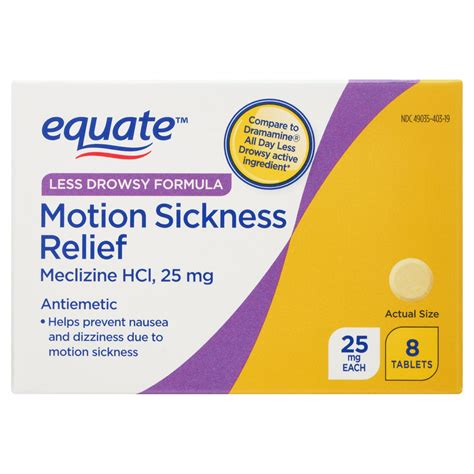 equate™
Compare to
Dramamine®
All Day Less
Drowsy active
ingredient*
NDC 49035-403-19
LESS DROWSY FORMULA
Motion Sickness
Relief
Meclizine HCl, 25 mg
Antiemetic
• Helps prevent nausea
and dizziness due to
motion sickness
Actual Size
25
mg
EACH
8
TABLETS